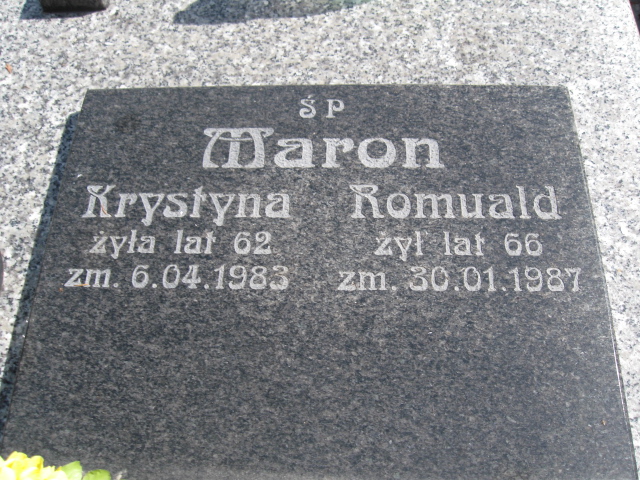 ŚP
Maron
Krystyna Romuald
żyła lat 62 żył lat 66
zm. 6.04.1983 zm. 30.01.1987